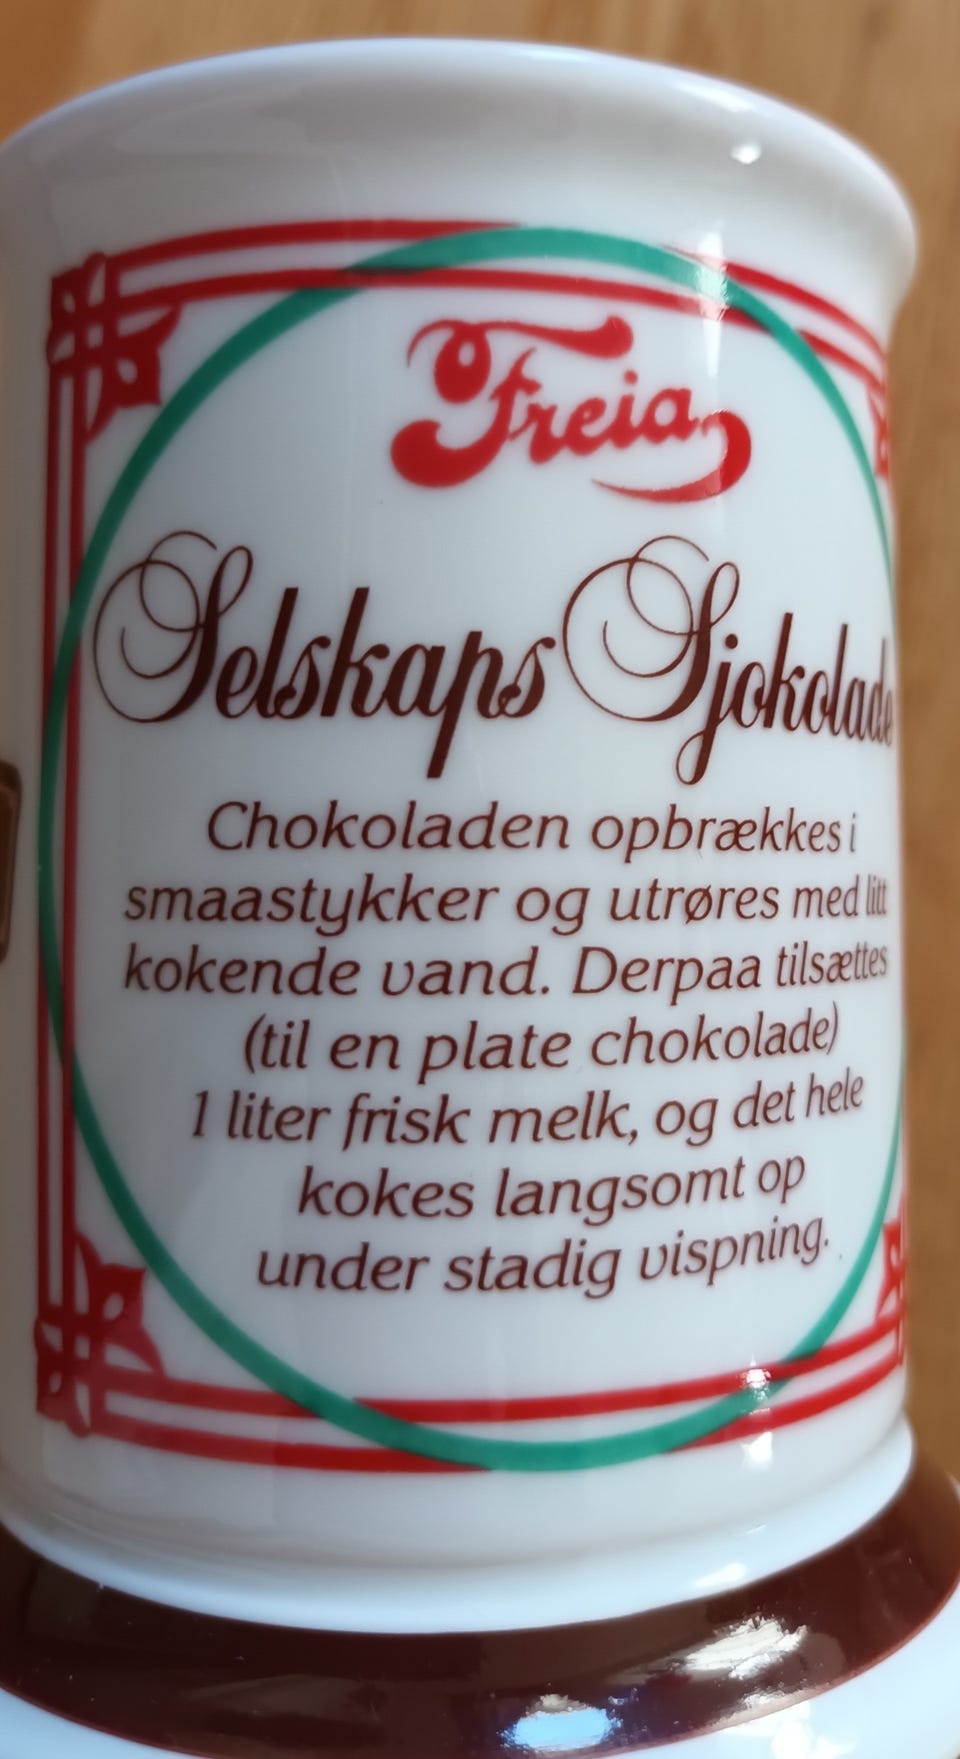 Freia
Selskaps Sjokolade
Chokoladen opbrækkes i
smaastykker og utrøres med litt
kokende vand. Derpaa tilsættes
(til en plate chokolade)
1 liter frisk melk, og det hele
kokes langsomt op
under stadig vispning.